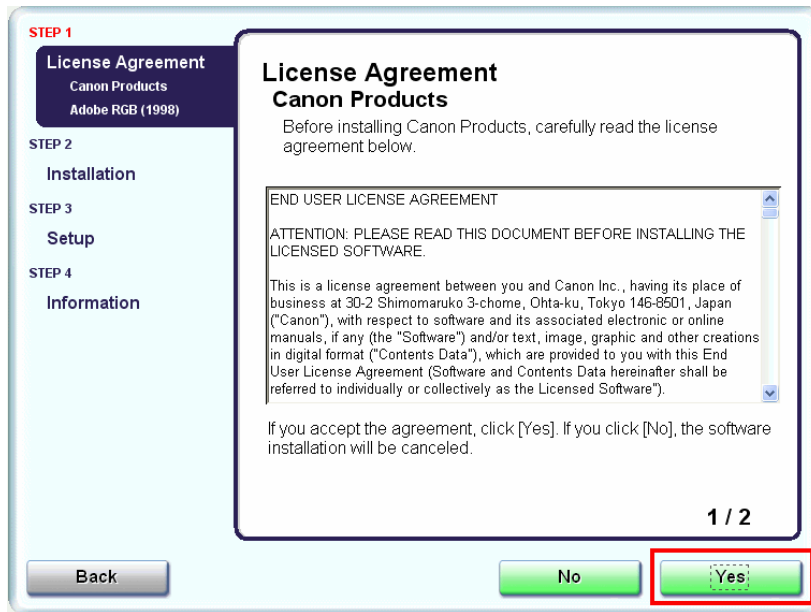 STEP 1
License Agreement
Canon Products
Adobe RGB (1998)
STEP 2
Installation
STEP 3
Setup
STEP 4
Information
License Agreement
Canon Products
Before installing Canon Products, carefully read the license
agreement below.
END USER LICENSE AGREEMENT
ATTENTION: PLEASE READ THIS DOCUMENT BEFORE INSTALLING THE
LICENSED SOFTWARE.
This is a license agreement between you and Canon Inc., having its place of
business at 30-2 Shimomaruko 3-chome, Ohta-ku, Tokyo 146-8501, Japan
("Canon"), with respect to software and its associated electronic or online
manuals, if any (the "Software") and/or text, image, graphic and other creations
in digital format ("Contents Data"), which are provided to you with this End
User License Agreement (Software and Contents Data hereinafter shall be
referred to individually or collectively as the Licensed Software").
If you accept the agreement, click [Yes]. If you click [No], the software
installation will be canceled.
1 / 2
Back
No
Yes